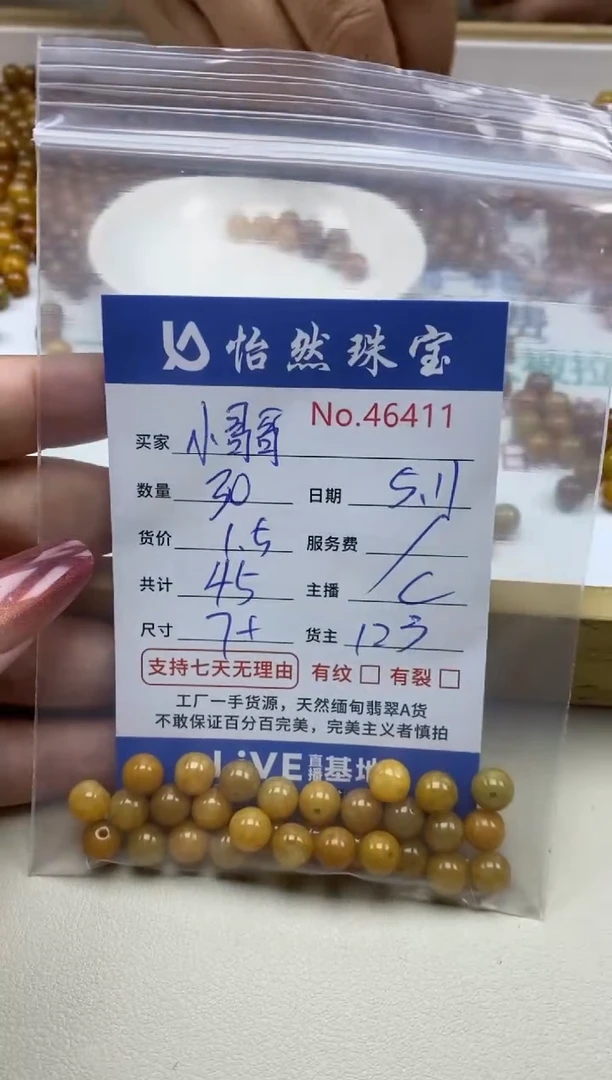 怡然珠宝
No.46411
买家 小哥哥
数量 30 日期 5.11
货价 1.5 服务费 /
共计 45 主播 C
尺寸 7+ 货主 123
支持七天无理由 有纹 □ 有裂 □
工厂一手货源，天然缅甸翡翠A货
不敢保证百分百完美，完美主义者慎拍
LiVE直播基地